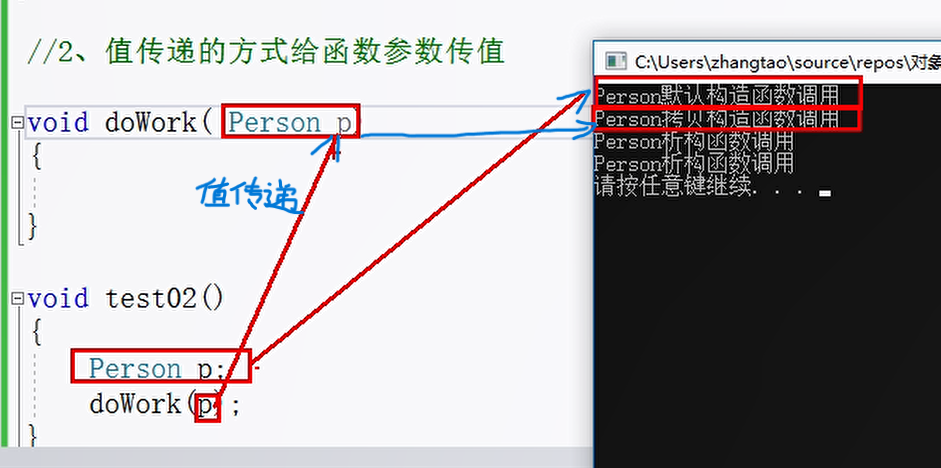 //2、值传递的方式给函数参数传值
void doWork( Person p
{
}
值传递
void test02()
{
Person p;
doWork(p);
}
C:\Users\zhangtao\source\repos\对象
Person默认构造函数调用
Person拷贝构造函数调用
Person析构函数调用
Person析构函数调用
请按任意键继续. . .